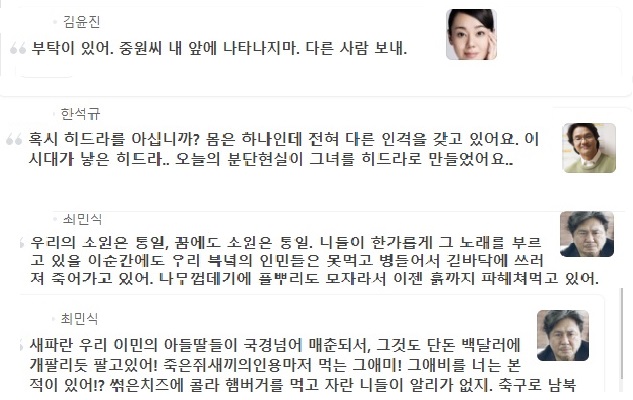 김윤진
부탁이 있어. 중원씨 내 앞에 나타나지마. 다른 사람 보내.
한석규
혹시 히드라를 아십니까? 몸은 하나인데 전혀 다른 인격을 갖고 있어요. 이
시대가 낳은 히드라.. 오늘의 분단현실이 그녀를 히드라로 만들었어요..
최민식
우리의 소원은 통일, 꿈에도 소원은 통일. 니들이 한가롭게 그 노래를 부르
고 있을 이순간에도 우리 북녘의 인민들은 못먹고 병들어서 길바닥에 쓰러
져 죽어가고 있어. 나무껍데기에 풀뿌리도 모자라서 이젠 흙까지 파헤쳐먹고 있어.
최민식
새파란 우리 이민의 아들딸들이 국경넘어 매춘되서, 그것도 단돈 백달러에
개팔리듯 팔고있어! 죽은쥐새끼의인용마저 먹는 그애미! 그애비를 너는 본
적이 있어!? 썪은치즈에 콜라 햄버거를 먹고 자란 니들이 알리가 없지. 축구로 남북